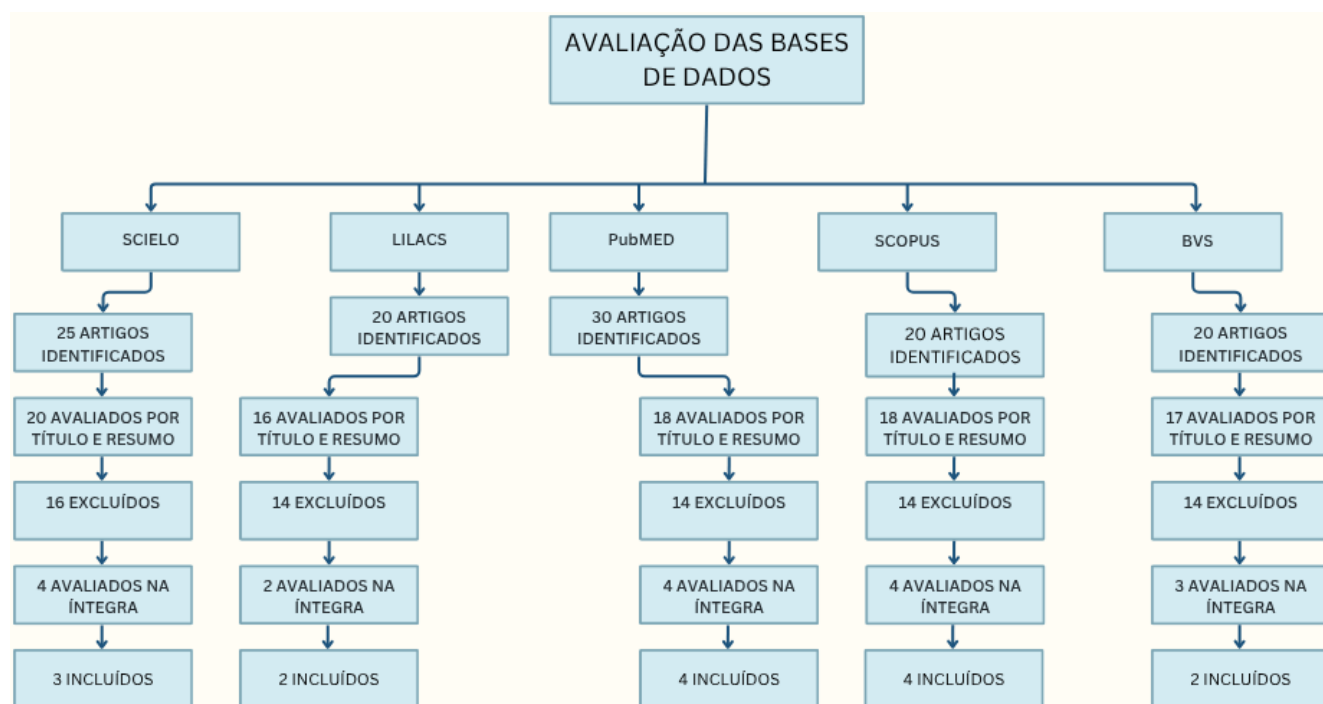 AVALIAÇÃO DAS BASES
DE DADOS
SCIELO
LILACS
PubMED
SCOPUS
BVS
25 ARTIGOS
IDENTIFICADOS
20 ARTIGOS
IDENTIFICADOS
30 ARTIGOS
IDENTIFICADOS
20 ARTIGOS
IDENTIFICADOS
20 ARTIGOS
IDENTIFICADOS
20 AVALIADOS POR
TÍTULO E RESUMO
16 AVALIADOS POR
TÍTULO E RESUMO
18 AVALIADOS POR
TÍTULO E RESUMO
18 AVALIADOS POR
TÍTULO E RESUMO
17 AVALIADOS POR
TÍTULO E RESUMO
16 EXCLUÍDOS
14 EXCLUÍDOS
14 EXCLUÍDOS
14 EXCLUÍDOS
14 EXCLUÍDOS
4 AVALIADOS NA
ÍNTEGRA
2 AVALIADOS NA
ÍNTEGRA
4 AVALIADOS NA
ÍNTEGRA
4 AVALIADOS NA
ÍNTEGRA
3 AVALIADOS NA
ÍNTEGRA
3 INCLUÍDOS
2 INCLUÍDOS
4 INCLUÍDOS
4 INCLUÍDOS
2 INCLUÍDOS